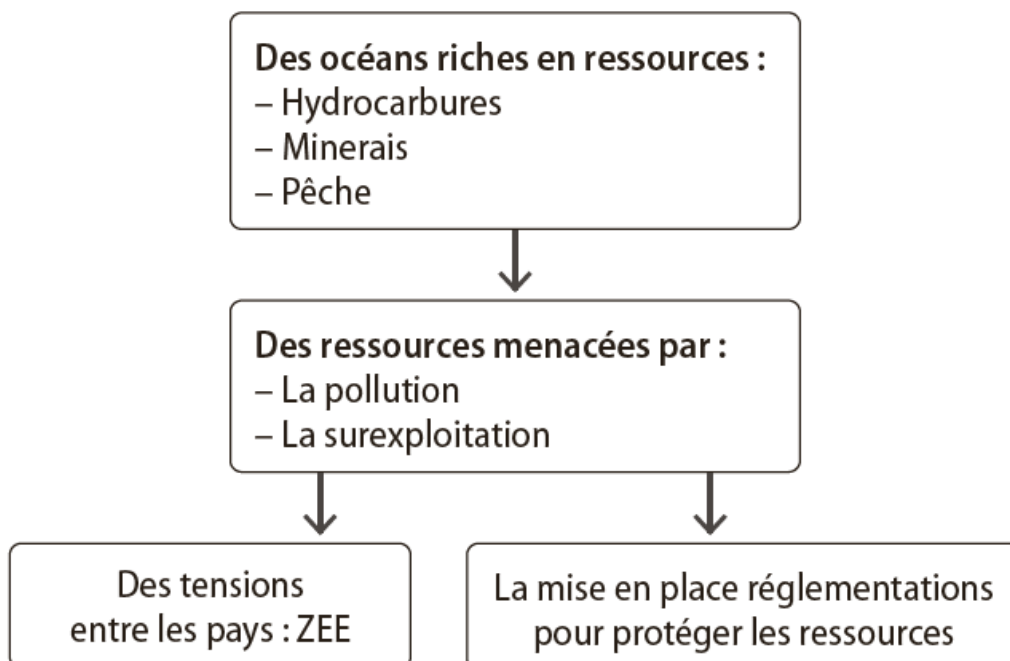 Des océans riches en ressources :
– Hydrocarbures
– Minerais
– Pêche
Des ressources menacées par :
– La pollution
– La surexploitation
Des tensions
entre les pays : ZEE
La mise en place réglementations
pour protéger les ressources